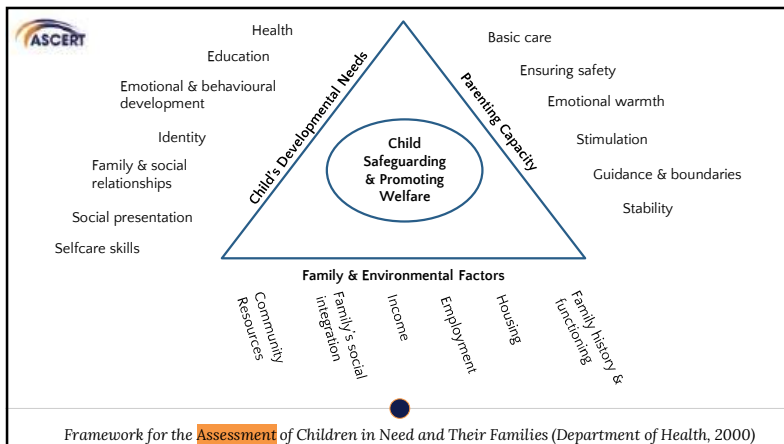 ASCERT
Health
Education
Emotional & behavioural
development
Identity
Family & social
relationships
Social presentation
Selfcare skills
Child's Developmental Needs
Child
Safeguarding
& Promoting
Welfare
Parenting Capacity
Basic care
Ensuring safety
Emotional warmth
Stimulation
Guidance & boundaries
Stability
Family & Environmental Factors
Community
Resources
Family's social
integration
Income
Employment
Housing
Family history &
functioning
Framework for the Assessment of Children in Need and Their Families (Department of Health, 2000)